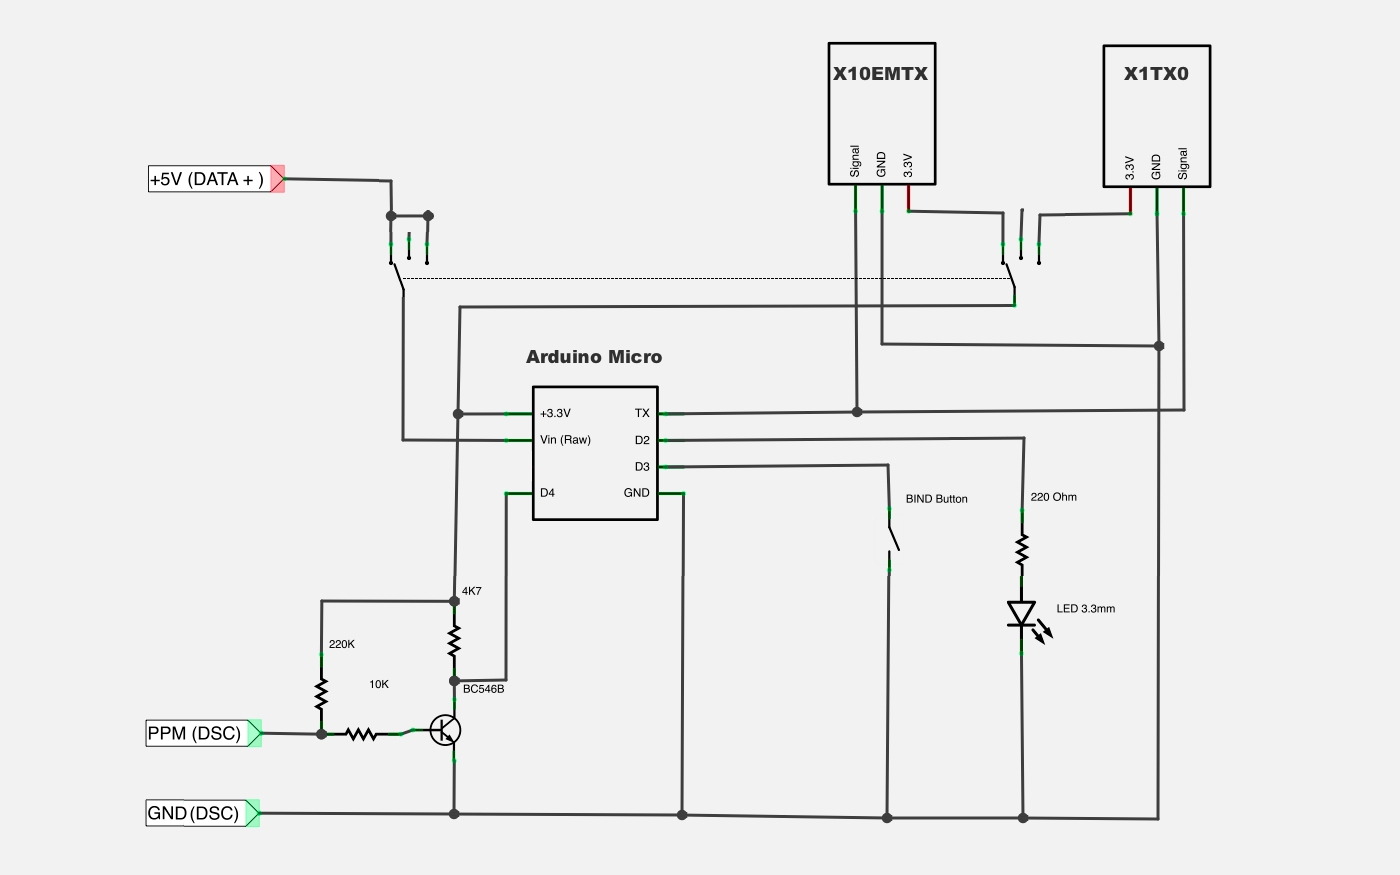 X10EMTX
X1TX0
Signal
GND
3.3V
3.3V
GND
Signal
+5V (DATA + )
Arduino Micro
+3.3V
TX
Vin (Raw)
D2
D3
D4
GND
BIND Button
220 Ohm
4K7
LED 3.3mm
220K
10K
BC546B
PPM (DSC)
GND (DSC)